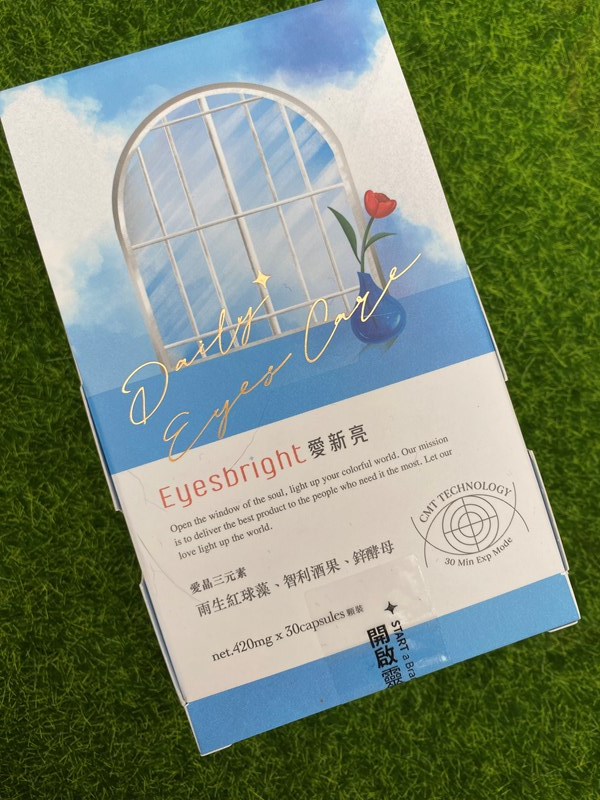 Daily
Eyes Care
Eyesbright 愛新亮
Open the window of the soul, light up your colorful world. Our mission
is to deliver the best product to the people who need it the most. Let our
love light up the world.
CMT TECHNOLOGY
30 Min Exp Mode
愛晶三元素
雨生紅球藻、智利酒果、鋅酵母
net.420mg x 30capsules 顆裝
START a Bra
開啟靈